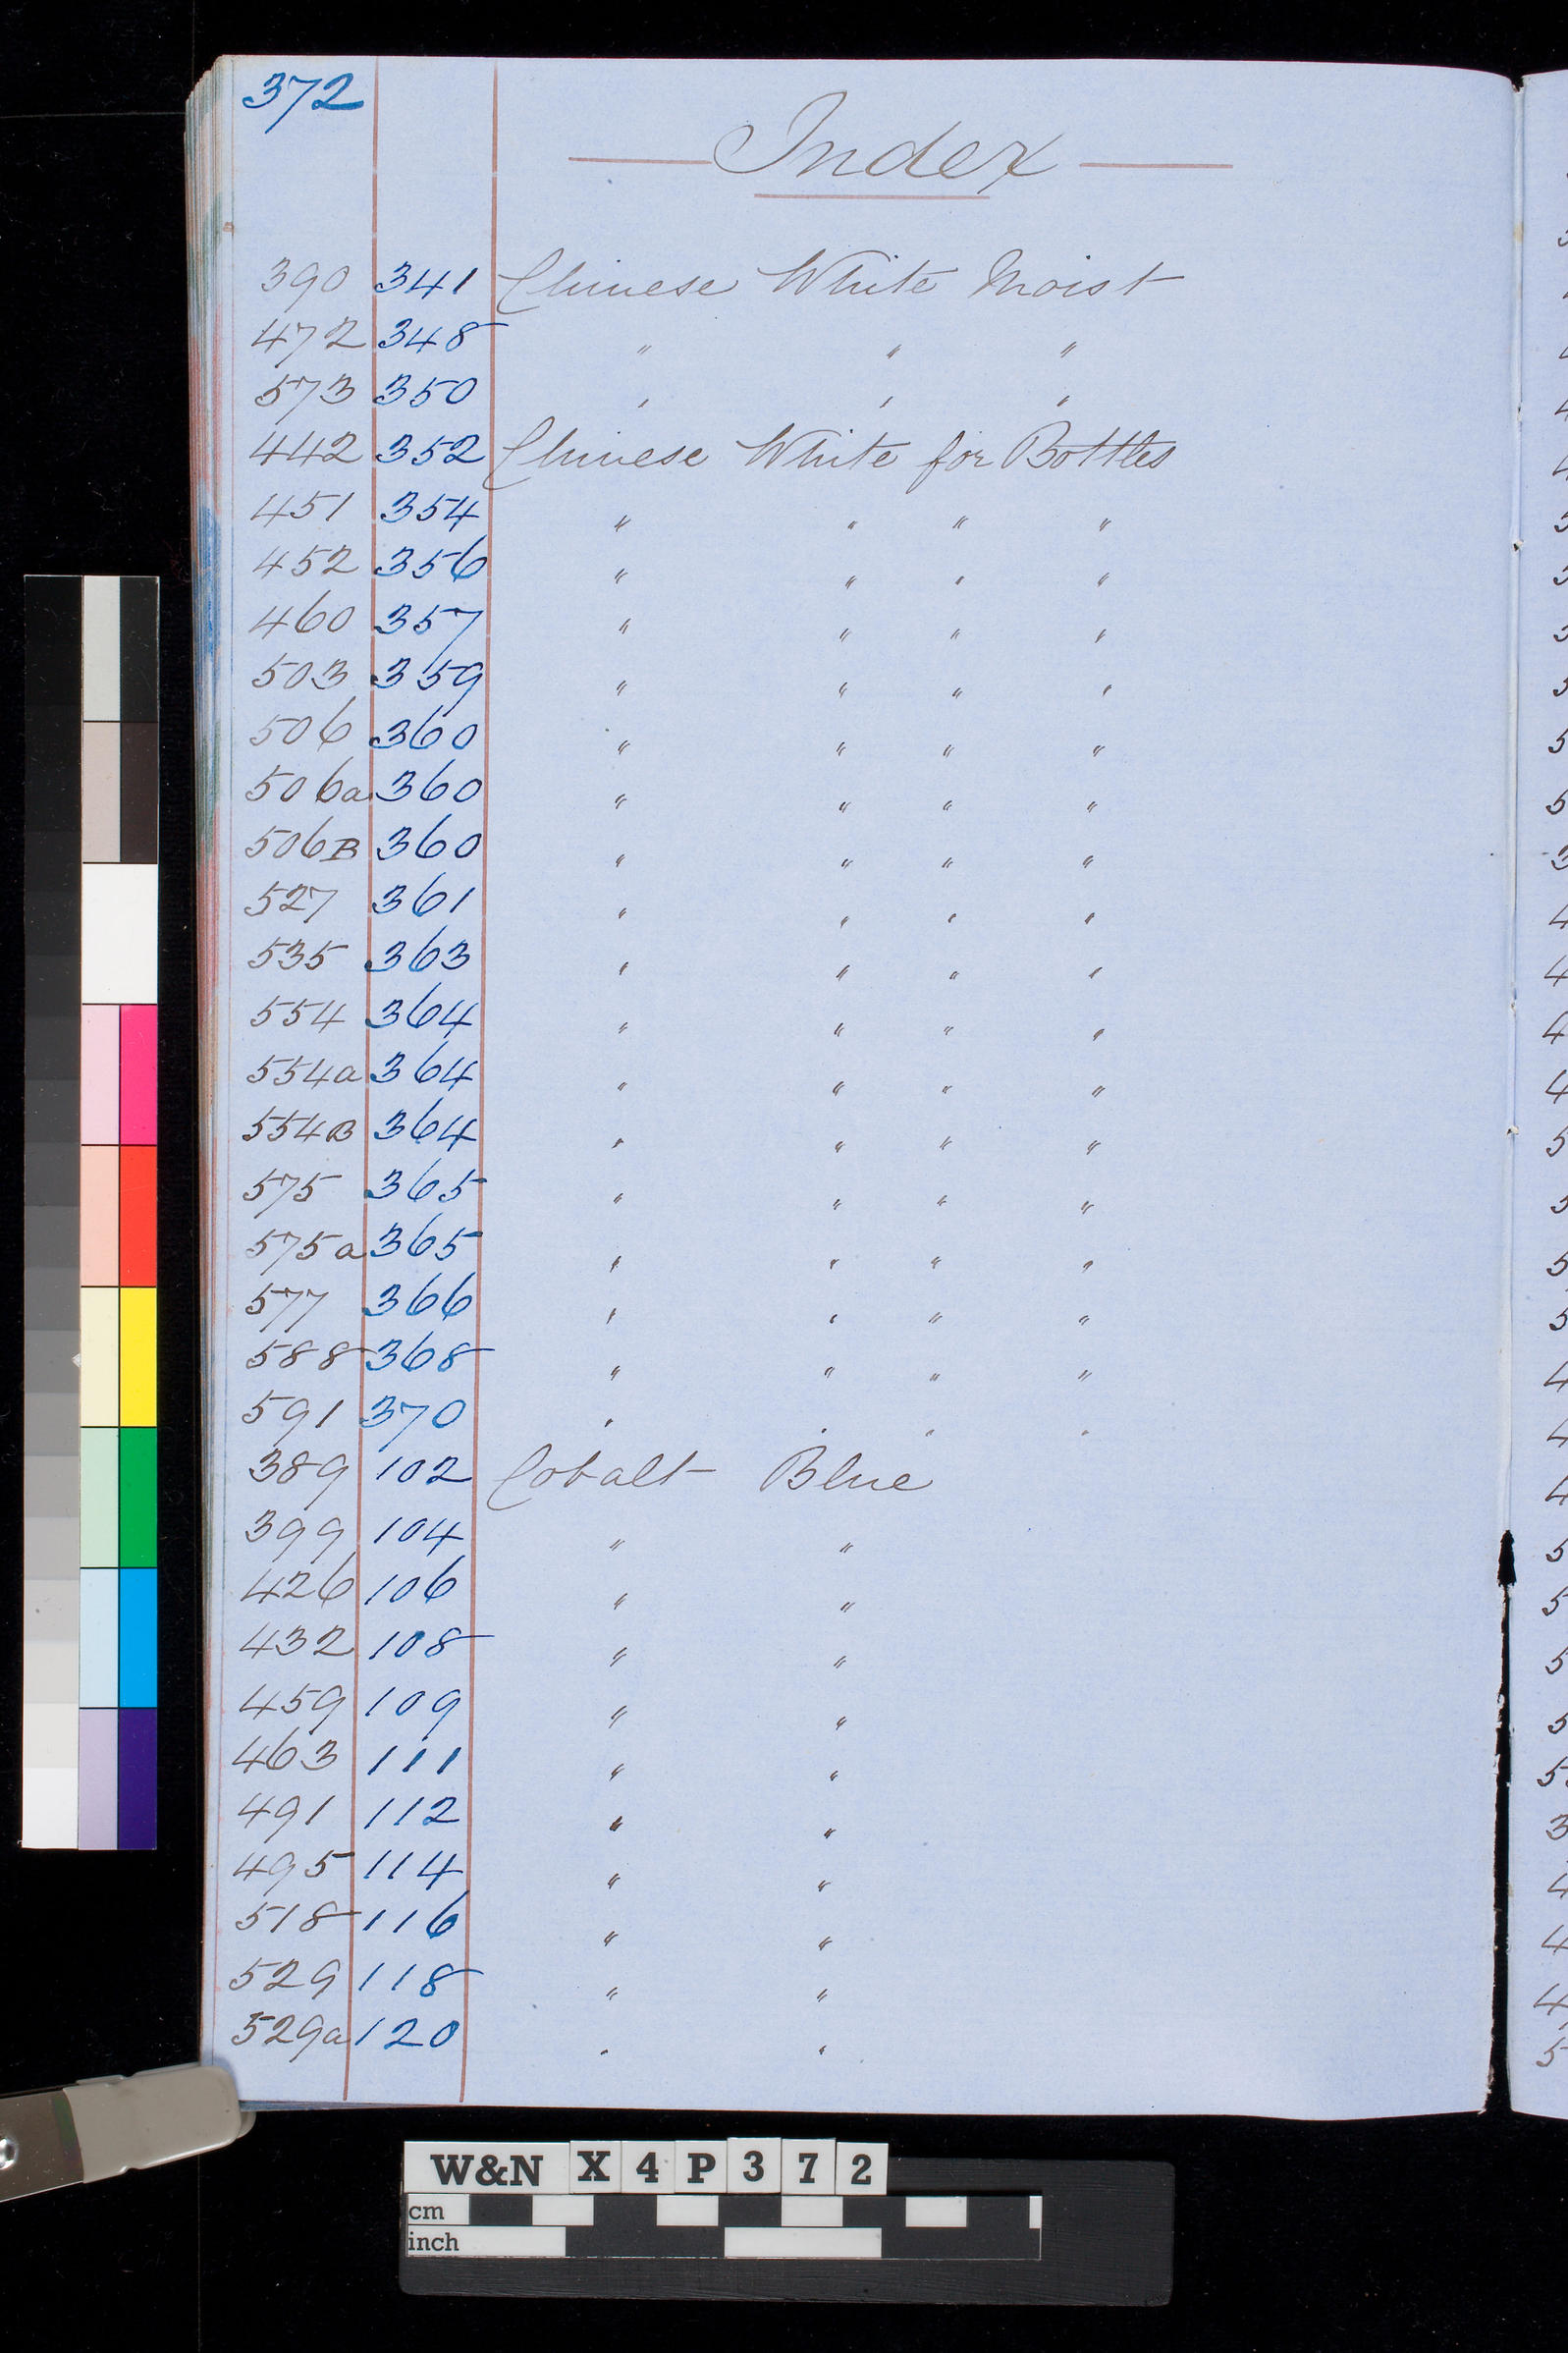 372
Index
390 341 Chinese White Moist
472 348 " " "
573 350 " " "
442 352 Chinese White for Bottles
451 354 " " " "
452 356 " " " "
460 357 " " " "
503 359 " " " "
506 360 " " " "
506a 360 " " " "
506B 360 " " " "
527 361 " " " "
535 363 " " " "
554 364 " " " "
554a 364 " " " "
554B 364 " " " "
575 365 " " " "
575a 365 " " " "
577 366 " " " "
588 368 " " " "
591 370 " " " "
389 102 Cobalt Blue
399 104 " "
426 106 " "
432 108 " "
459 109 " "
463 111 " "
491 112 " "
495 114 " "
518 116 " "
529 118 " "
529a 120 " "
W&N X4P372
cm
inch